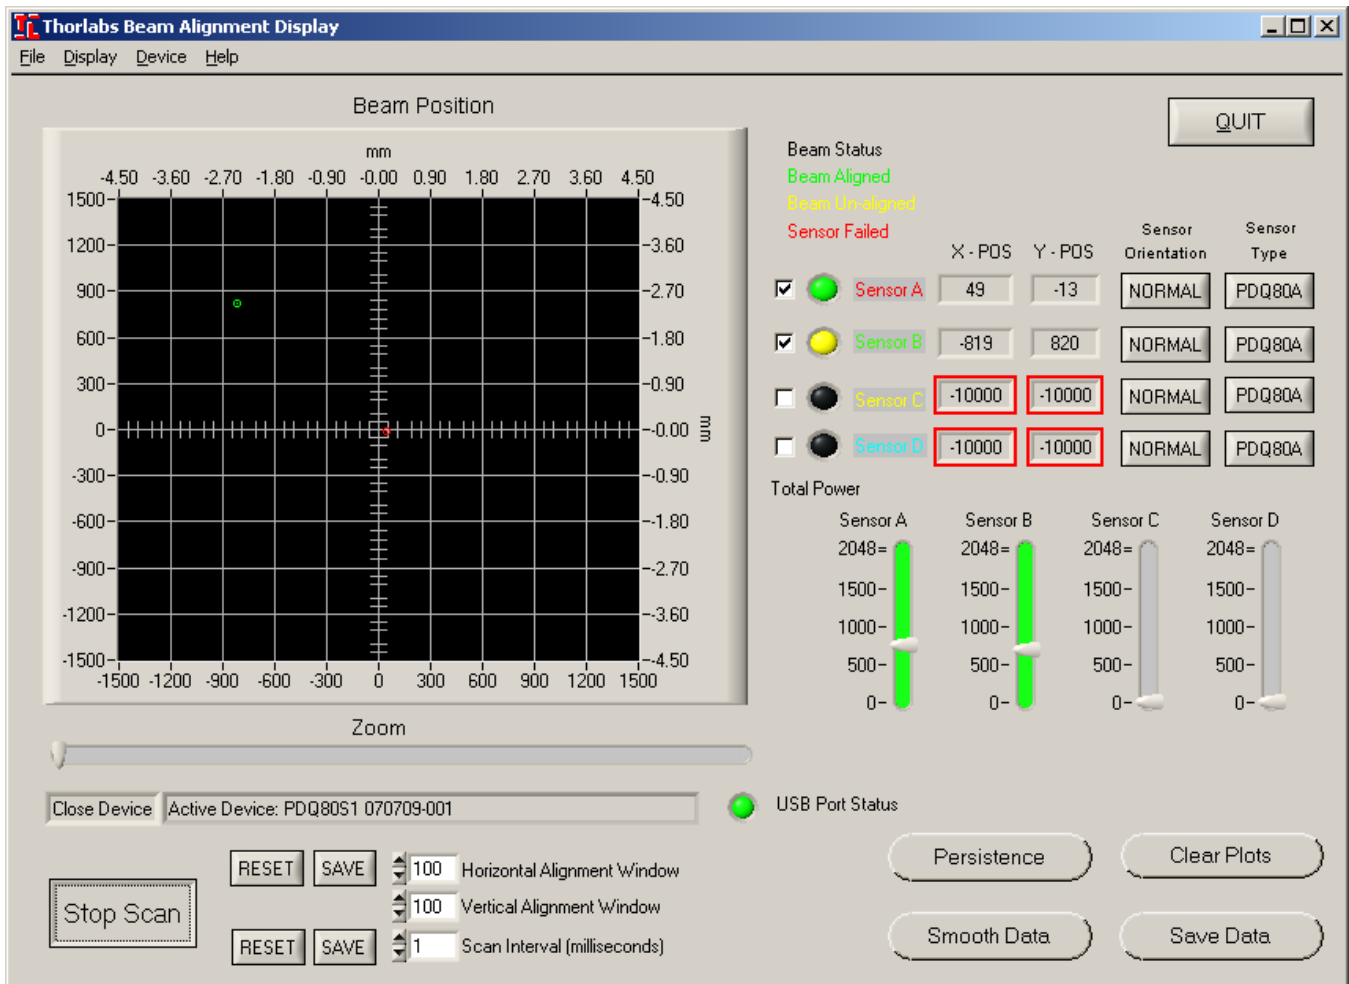 Thorlabs Beam Alignment Display
File Display Device Help
Beam Position
QUIT
mm
-4.50 -3.60 -2.70 -1.80 -0.90 -0.00 0.90 1.80 2.70 3.60 4.50
1500 -4.50
1200 -3.60
900 -2.70
600 -1.80
300 -0.90
0 -0.00 mm
-300 -0.90
-600 -1.80
-900 -2.70
-1200 -3.60
-1500 -4.50
-1500 -1200 -900 -600 -300 0 300 600 900 1200 1500
Zoom
Beam Status
Beam Aligned
Beam Un-aligned
Sensor Failed
X - POS Y - POS Sensor Orientation Sensor Type
Sensor A 49 -13 NORMAL PDQ80A
Sensor B -819 820 NORMAL PDQ80A
Sensor C -10000 -10000 NORMAL PDQ80A
Sensor D -10000 -10000 NORMAL PDQ80A
Total Power
Sensor A Sensor B Sensor C Sensor D
2048= 2048= 2048= 2048=
1500- 1500- 1500- 1500-
1000- 1000- 1000- 1000-
500- 500- 500- 500-
0- 0- 0- 0-
Close Device Active Device: PDQ80S1 070709-001
USB Port Status
RESET SAVE 100 Horizontal Alignment Window
100 Vertical Alignment Window
RESET SAVE 1 Scan Interval (milliseconds)
Stop Scan
Persistence Clear Plots
Smooth Data Save Data